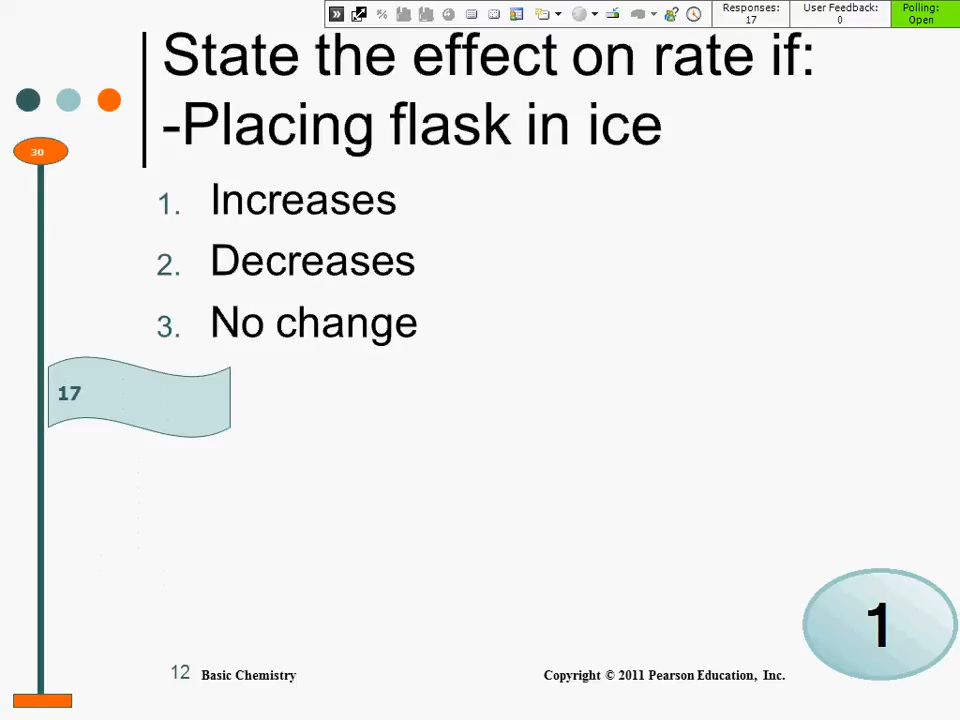 Responses:
17
User Feedback:
0
Polling:
Open
State the effect on rate if:
-Placing flask in ice
30
1. Increases
2. Decreases
3. No change
17
1
12 Basic Chemistry
Copyright © 2011 Pearson Education, Inc.